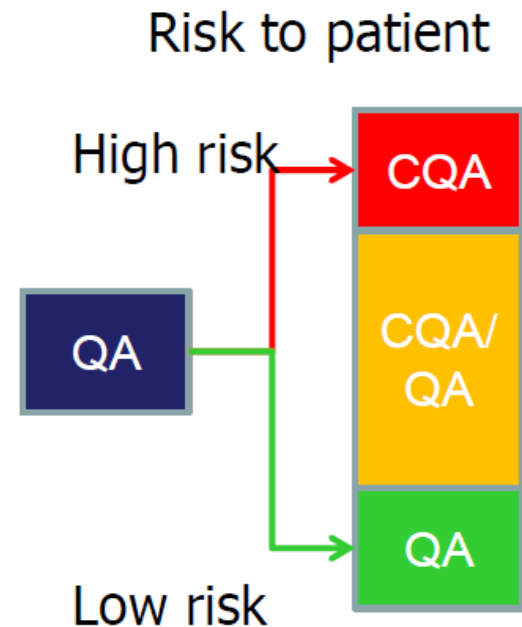 Risk to patient
High risk
CQA
QA
CQA/
QA
QA
Low risk